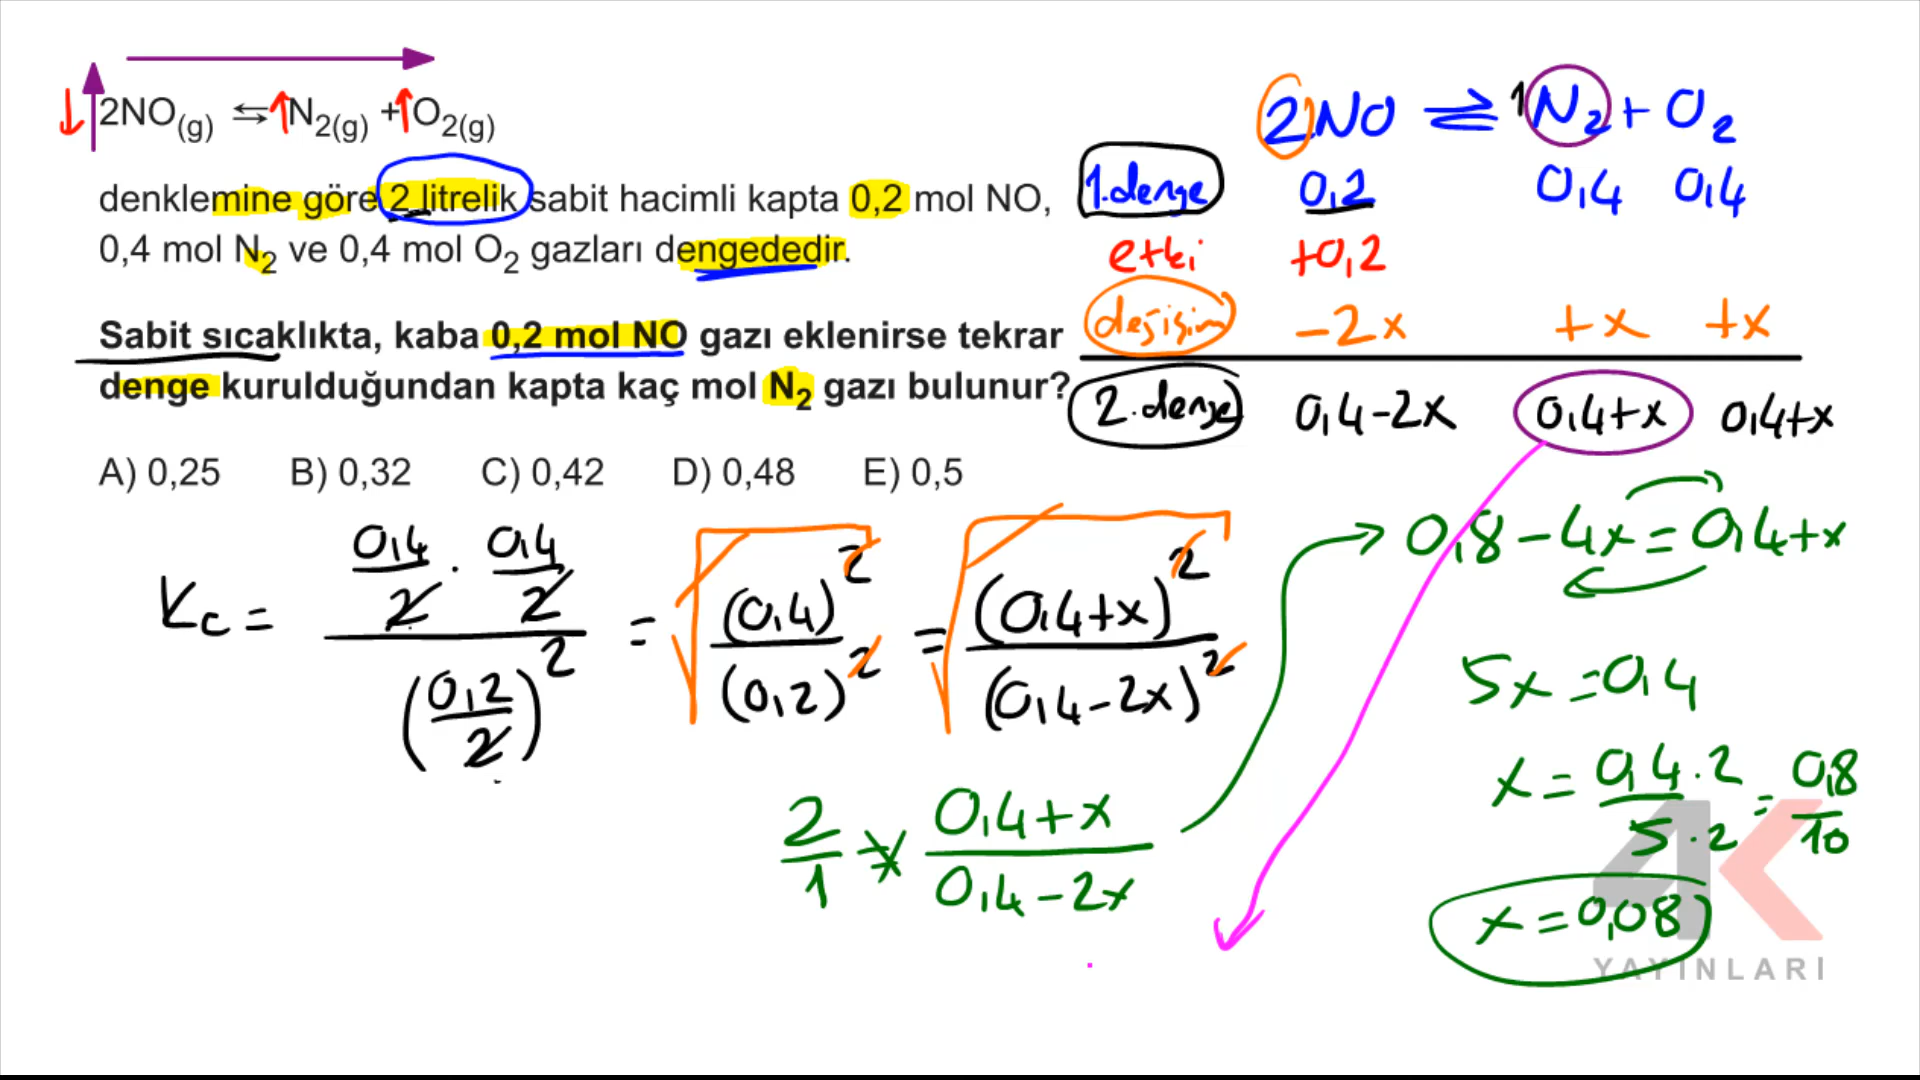 2NO(g) ⇆ N2(g) + O2(g)
denklemine göre 2 litrelik sabit hacimli kapta 0,2 mol NO,
0,4 mol N2 ve 0,4 mol O2 gazları dengededir.
Sabit sıcaklıkta, kaba 0,2 mol NO gazı eklenirse tekrar
denge kurulduğundan kapta kaç mol N2 gazı bulunur?
A) 0,25 B) 0,32 C) 0,42 D) 0,48 E) 0,5
2NO ⇌ 1N2 + O2
1.denge 0,2 0,4 0,4
etki +0,2
değişim -2x +x +x
2.denge 0,4-2x 0,4+x 0,4+x
Kc = 0,4/2 . 0,4/2 / (0,2/2)^2 = √(0,4)^2/(0,2)^2 = √(0,4+x)^2/(0,4-2x)^2
2/1 = 0,4+x/0,4-2x
0,8-4x=0,4+x
5x=0,4
x=0,4.2/5.2=0,8/10
x=0,08
4K
YAYINLARI